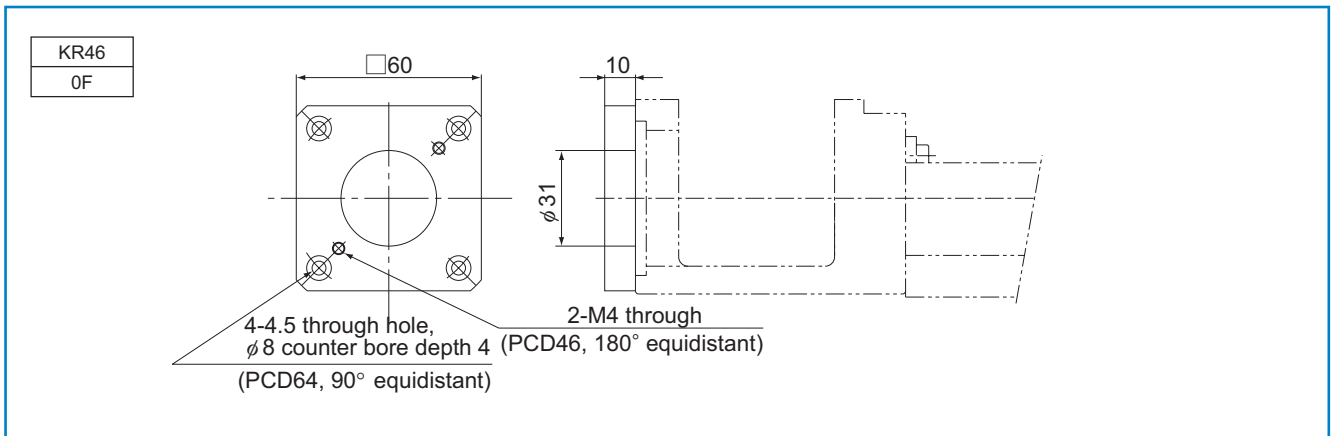 KR46
0F
□60
10
φ31
4-4.5 through hole,
φ8 counter bore depth 4
(PCD64, 90° equidistant)
2-M4 through
(PCD46, 180° equidistant)